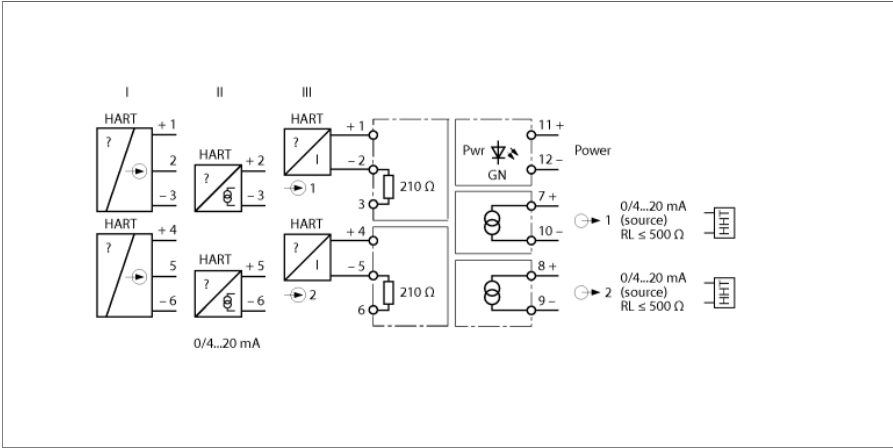 I II III
HART
?
+ 1
2
– 3
HART
?
+ 2
– 3
HART
?
I
+ 1
– 2
3
1
210 Ω
HART
?
+ 4
5
– 6
HART
?
+ 5
– 6
0/4...20 mA
HART
?
I
+ 4
– 5
6
2
210 Ω
Pwr
GN
11 +
12 –
Power
7 +
10 –
1
0/4...20 mA
(source)
RL ≤ 500 Ω
HHT
8 +
9 –
2
0/4...20 mA
(source)
RL ≤ 500 Ω
HHT